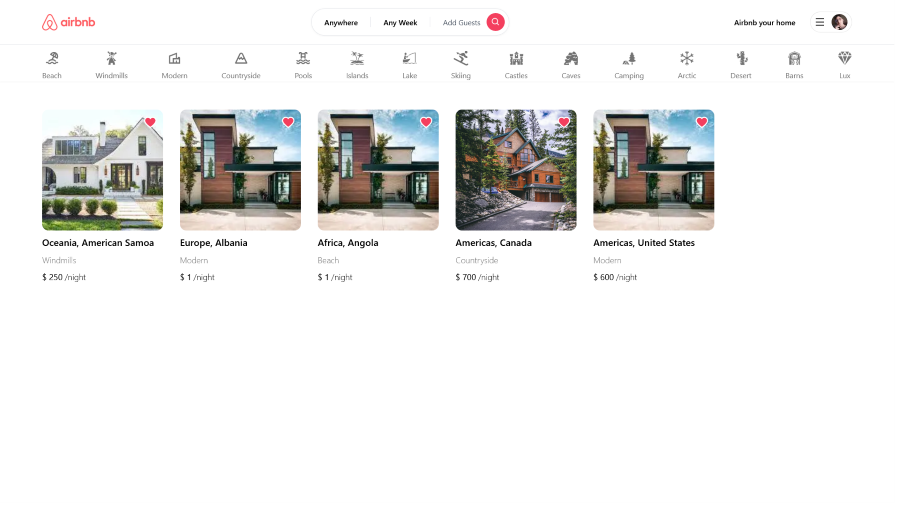 airbnb
Anywhere Any Week Add Guests
Airbnb your home
Beach Windmills Modern Countryside Pools Islands Lake Skiing Castles Caves Camping Arctic Desert Barns Lux
Oceania, American Samoa
Windmills
$ 250 /night
Europe, Albania
Modern
$ 1 /night
Africa, Angola
Beach
$ 1 /night
Americas, Canada
Countryside
$ 700 /night
Americas, United States
Modern
$ 600 /night